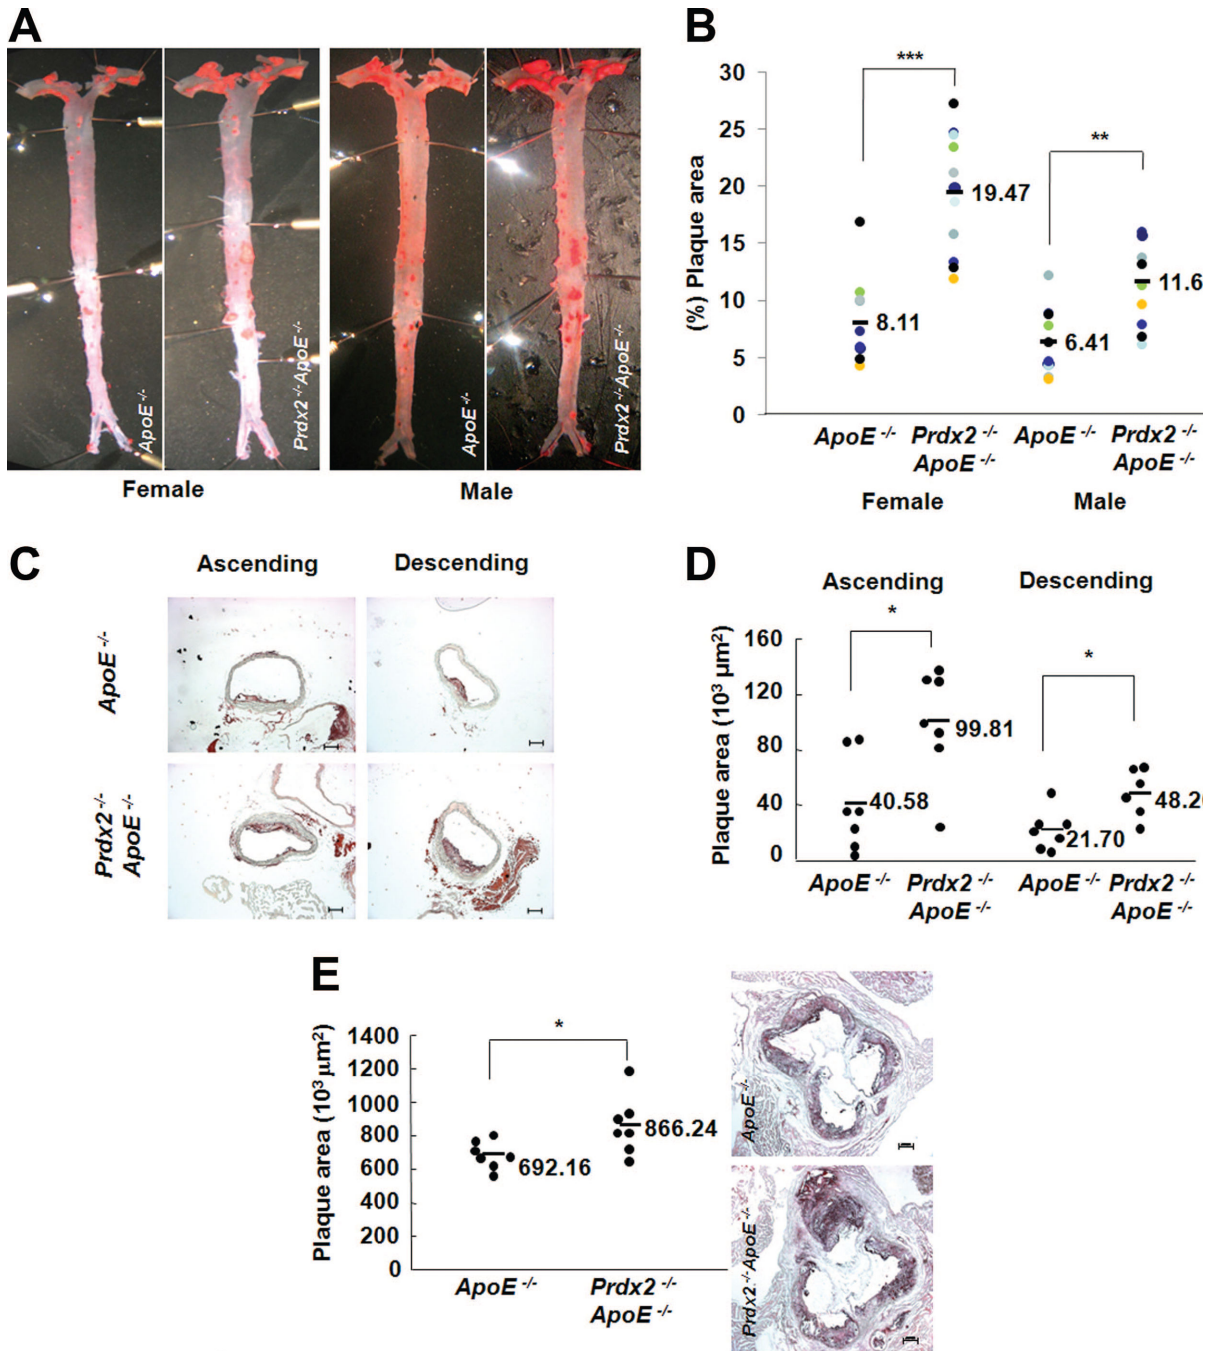 A
ApoE -/-
Prdx2 -/- ApoE -/-
ApoE -/-
Prdx2 -/- ApoE -/-
Female
Male
B
(%) Plaque area
30
25
20
15
10
5
0
***
**
8.11
19.47
6.41
11.6
ApoE -/-
Prdx2 -/-
ApoE -/-
ApoE -/-
Prdx2 -/-
ApoE -/-
Female
Male
C
Ascending
Descending
ApoE -/-
Prdx2 -/-
ApoE -/-
D
Ascending
Descending
Plaque area (10³ µm²)
160
120
80
40
0
*
*
40.58
99.81
21.70
ApoE -/-
Prdx2 -/-
ApoE -/-
ApoE -/-
Prdx2 -/-
ApoE -/-
E
Plaque area (10³ µm²)
1400
1200
1000
800
600
400
200
0
*
692.16
866.24
ApoE -/-
Prdx2 -/-
ApoE -/-
ApoE -/-
Prdx2 -/- ApoE -/-